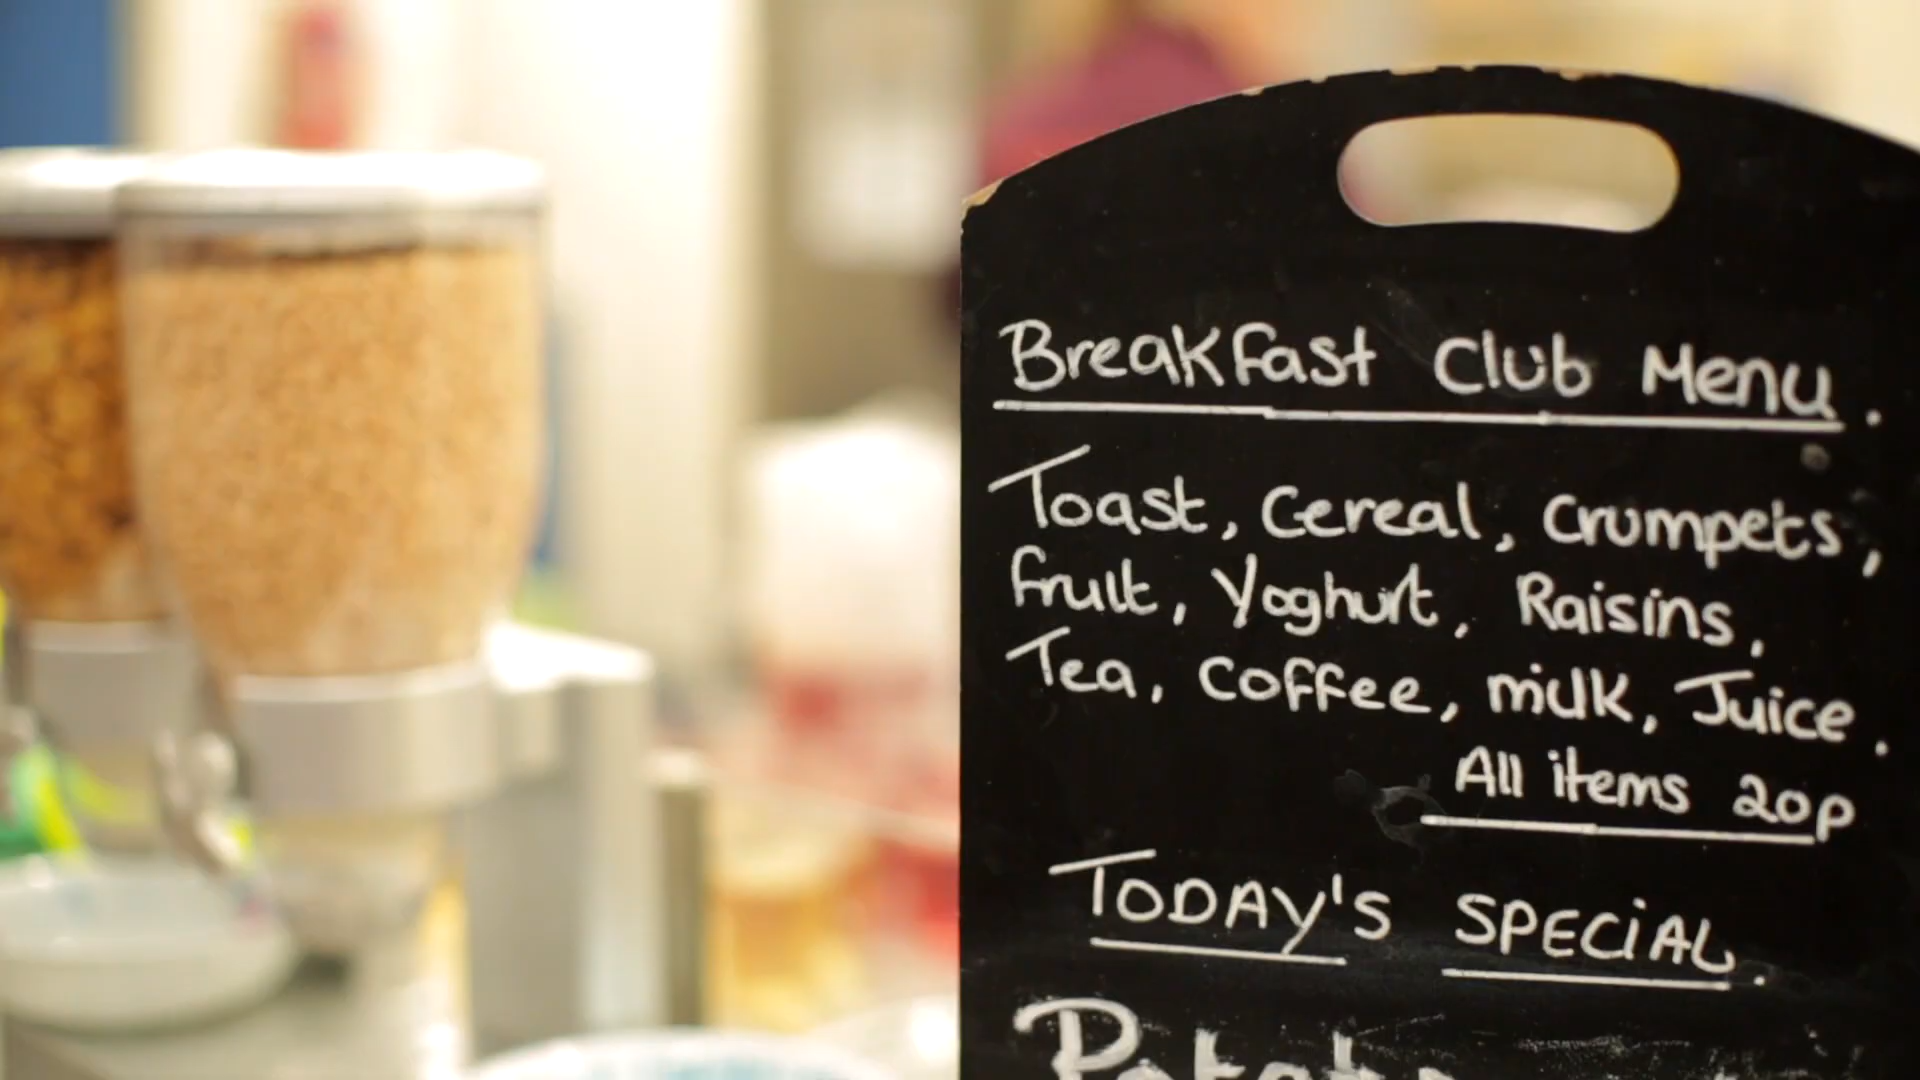 Breakfast Club Menu.
Toast, Cereal, Crumpets,
Fruit, Yoghurt, Raisins,
Tea, Coffee, milk, Juice.
All items 20p
TODAY'S SPECIAL.